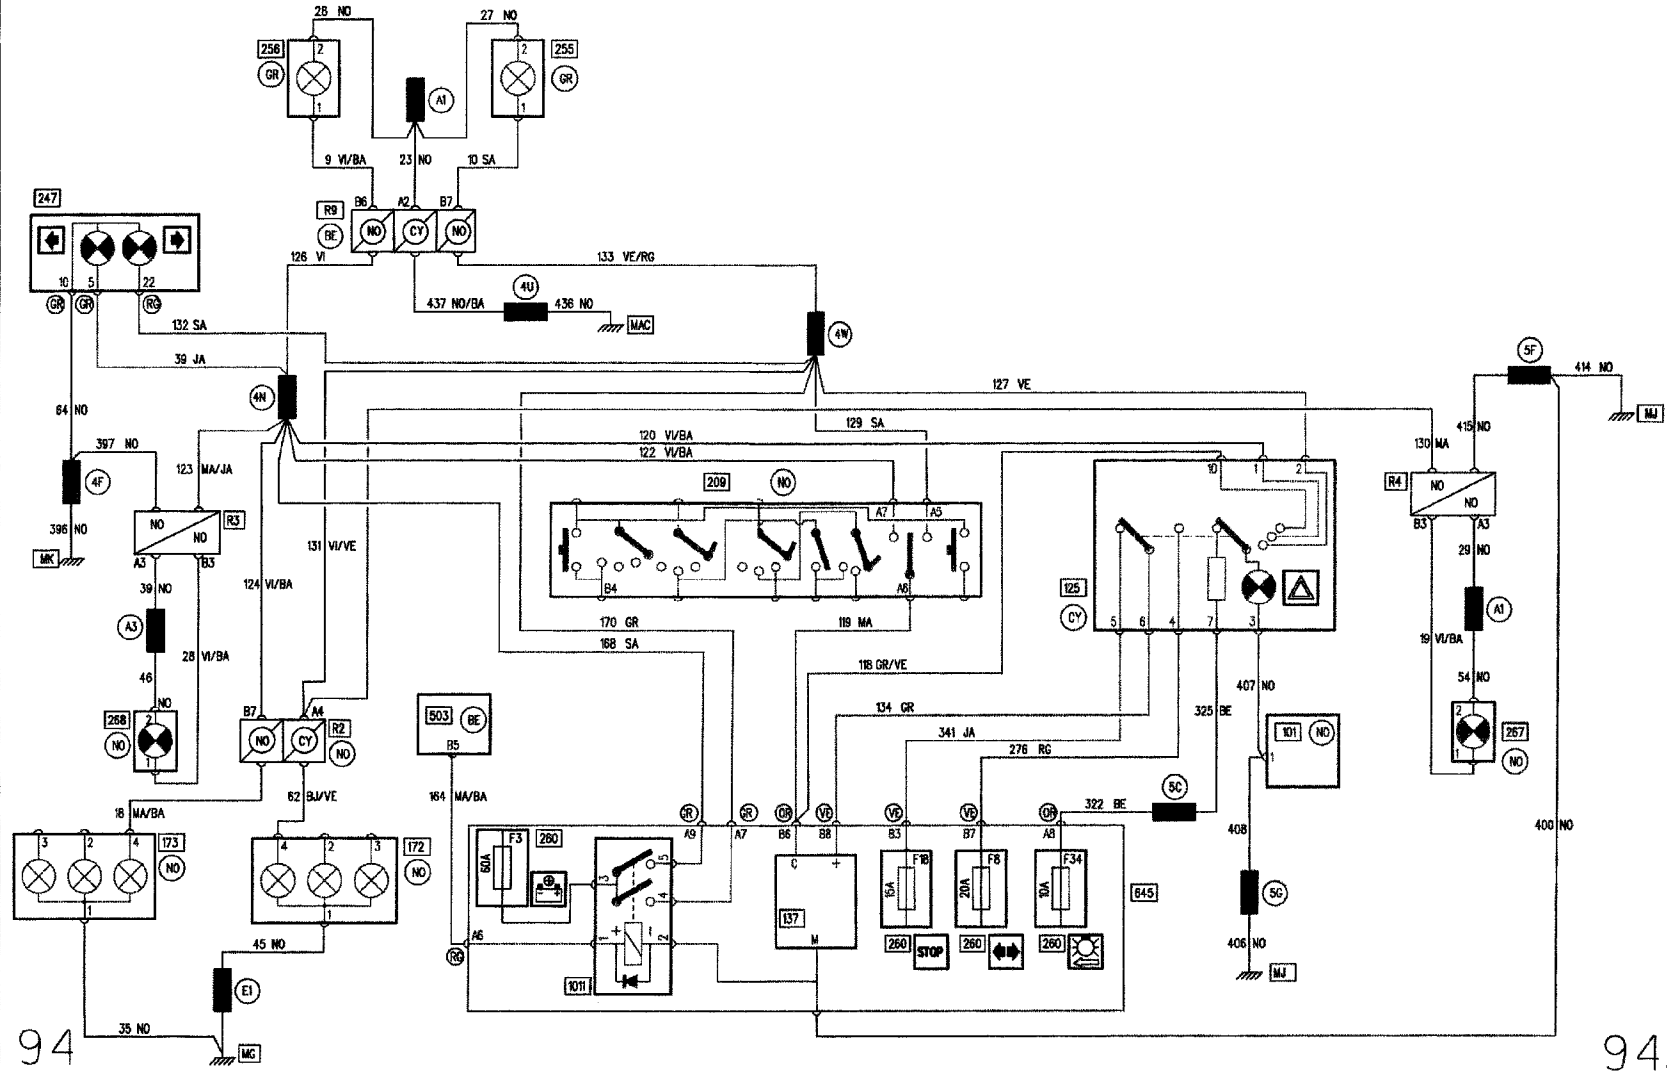 28 NO
27 NO
256
2
2
255
GR
GR
A1
1
1
9 VI/BA
23 NO
10 SA
247
B6
A2
B7
R9
NO
CY
NO
BE
126 VI
133 VE/RG
10
5
22
GR
GR
RG
437 NO/BA
4U
436 NO
MAC
132 SA
4W
39 JA
5F
414 NO
4N
127 VE
64 NO
MJ
129 SA
415 NO
397 NO
120 VI/BA
130 MA
123 MA/JA
122 VI/BA
10
1
2
4F
209
NO
R4
NO
NO
A7
A5
NO
NO
R3
396 NO
B3
A3
131 VI/VE
29 NO
MK
A3
B3
39 NO
124 VI/BA
B4
A6
125
A3
CY
A1
170 GR
119 MA
5
6
4
7
3
19 VI/BA
28 VI/BA
168 SA
118 GR/VE
46
54 NO
407 NO
NO
134 GR
325 BE
268
2
B7
A4
503
BE
2
267
NO
NO
CY
R2
341 JA
101
NO
NO
B5
276 RG
1
1
1
NO
NO
164 MA/BA
5C
62 BJ/VE
322 BE
18 MA/BA
GR
GR
OR
VE
VE
VE
OR
408
400 NO
A9
A7
B6
B8
B3
B7
A8
3
2
4
173
4
2
3
172
F3
260
C
+
F18
F8
F34
NO
NO
60A
5
15A
20A
10A
3
5G
4
645
1
1
137
A6
1
+
-
2
M
260
STOP
260
260
45 NO
406 NO
RG
MJ
1011
E1
35 NO
94
MG
94